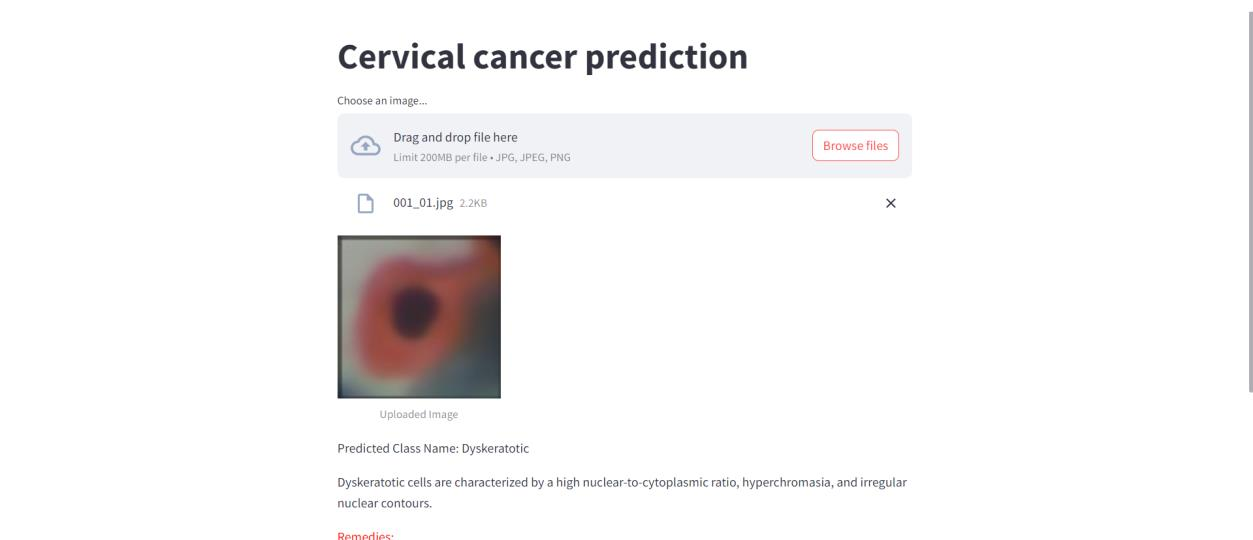 Cervical cancer prediction
Choose an image...
Drag and drop file here
Limit 200MB per file • JPG, JPEG, PNG
Browse files
001_01.jpg 2.2KB
Uploaded Image
Predicted Class Name: Dyskeratotic
Dyskeratotic cells are characterized by a high nuclear-to-cytoplasmic ratio, hyperchromasia, and irregular
nuclear contours.
Remedies: